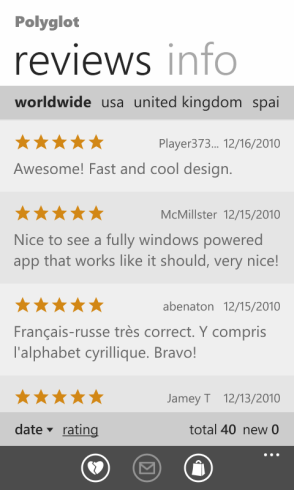 Polyglot
reviews info
worldwide usa united kingdom spai
Player373... 12/16/2010
Awesome! Fast and cool design.
McMillster 12/15/2010
Nice to see a fully windows powered
app that works like it should, very nice!
abenaton 12/15/2010
Français-russe très correct. Y compris
l'alphabet cyrillique. Bravo!
Jamey T 12/13/2010
date rating total 40 new 0